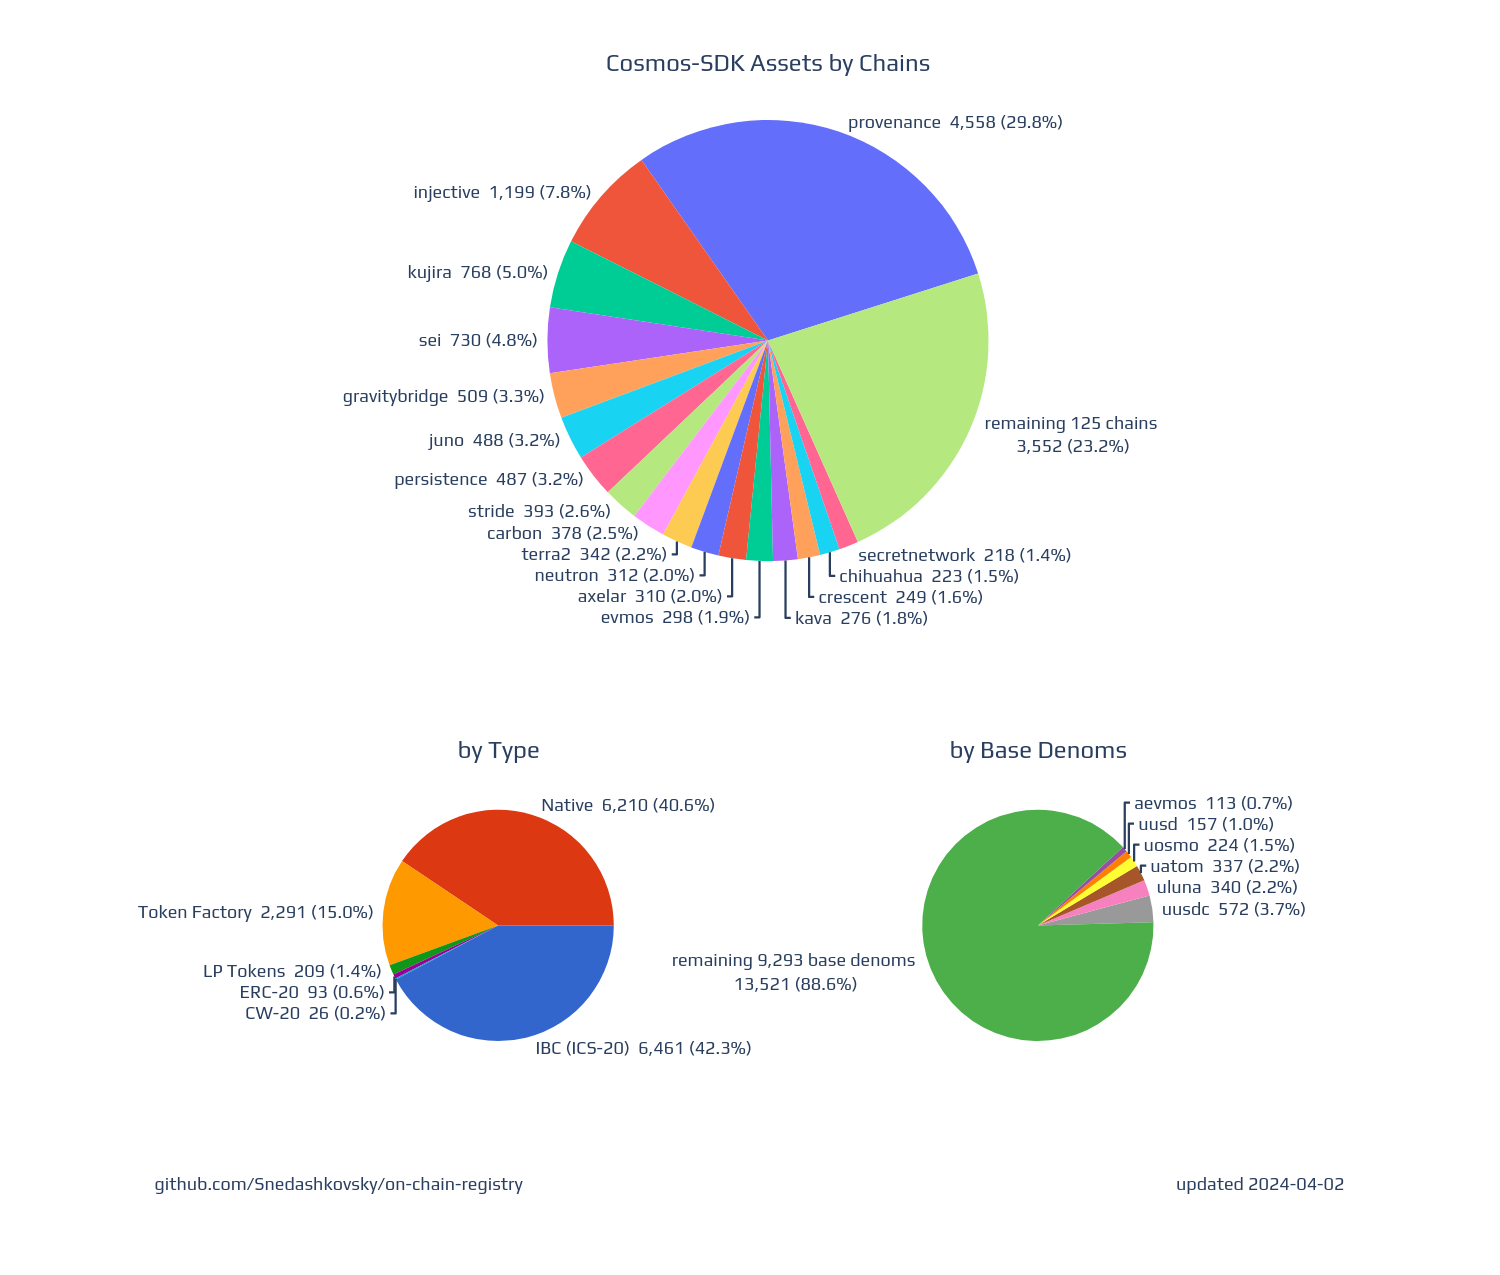 Cosmos-SDK Assets by Chains
provenance 4,558 (29.8%)
injective 1,199 (7.8%)
kujira 768 (5.0%)
sei 730 (4.8%)
gravitybridge 509 (3.3%)
juno 488 (3.2%)
persistence 487 (3.2%)
stride 393 (2.6%)
carbon 378 (2.5%)
terra2 342 (2.2%)
neutron 312 (2.0%)
axelar 310 (2.0%)
evmos 298 (1.9%)
remaining 125 chains
3,552 (23.2%)
secretnetwork 218 (1.4%)
chihuahua 223 (1.5%)
crescent 249 (1.6%)
kava 276 (1.8%)
by Type
Native 6,210 (40.6%)
Token Factory 2,291 (15.0%)
LP Tokens 209 (1.4%)
ERC-20 93 (0.6%)
CW-20 26 (0.2%)
IBC (ICS-20) 6,461 (42.3%)
by Base Denoms
aevmos 113 (0.7%)
uusd 157 (1.0%)
uosmo 224 (1.5%)
uatom 337 (2.2%)
uluna 340 (2.2%)
uusdc 572 (3.7%)
remaining 9,293 base denoms
13,521 (88.6%)
github.com/Snedashkovsky/on-chain-registry
updated 2024-04-02